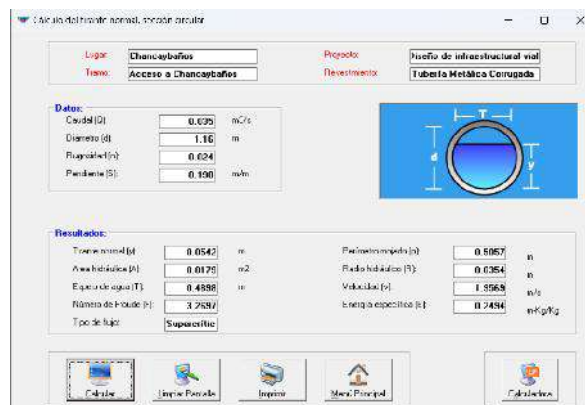 Cálculo del tirante normal, sección circular
Lugar: Chancaybaños Proyecto: Diseño de infraestructural vial
Tramo: Acceso a Chancaybaños Revestimiento: Tubería Metálica Corrugada
Datos:
Caudal (Q): 0.035 m3/s
Diámetro (d): 1.16 m
Rugosidad (n): 0.024
Pendiente (S): 0.190 m/m
T
d
y
Resultados:
Tirante normal (y): 0.0542 m Perímetro mojado (p): 0.5057 m
Area hidráulica (A): 0.0179 m2 Radio hidráulico (R): 0.0354 m
Espejo de agua (T): 0.4898 m Velocidad (v): 1.9569 m/s
Número de Froude (F): 3.2697 Energía específica (E): 0.2494 m-Kg/Kg
Tipo de flujo: Supercrític
Calcular Limpiar Pantalla Imprimir Menú Principal Calculadora